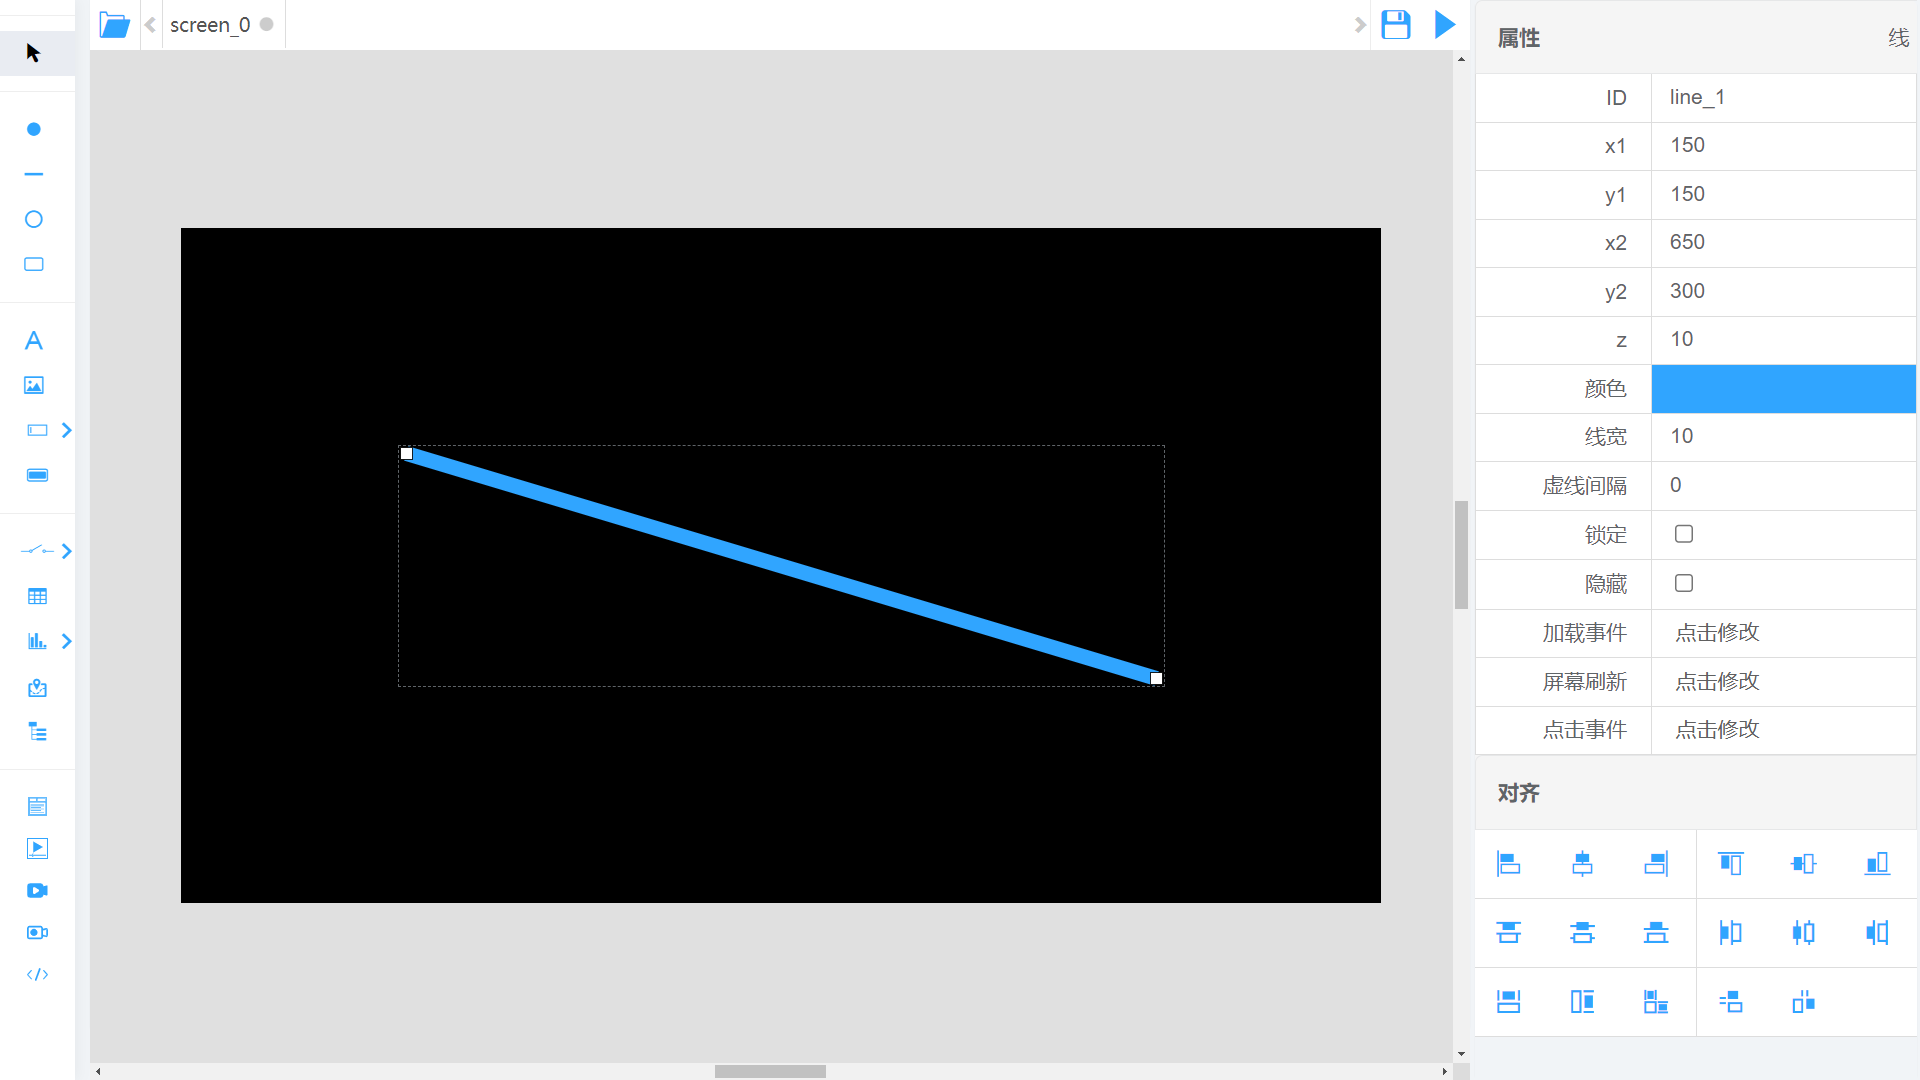 screen_0
属性
线
ID
line_1
x1
150
y1
150
x2
650
y2
300
z
10
颜色
线宽
10
虚线间隔
0
锁定
隐藏
加载事件
点击修改
屏幕刷新
点击修改
点击事件
点击修改
对齐